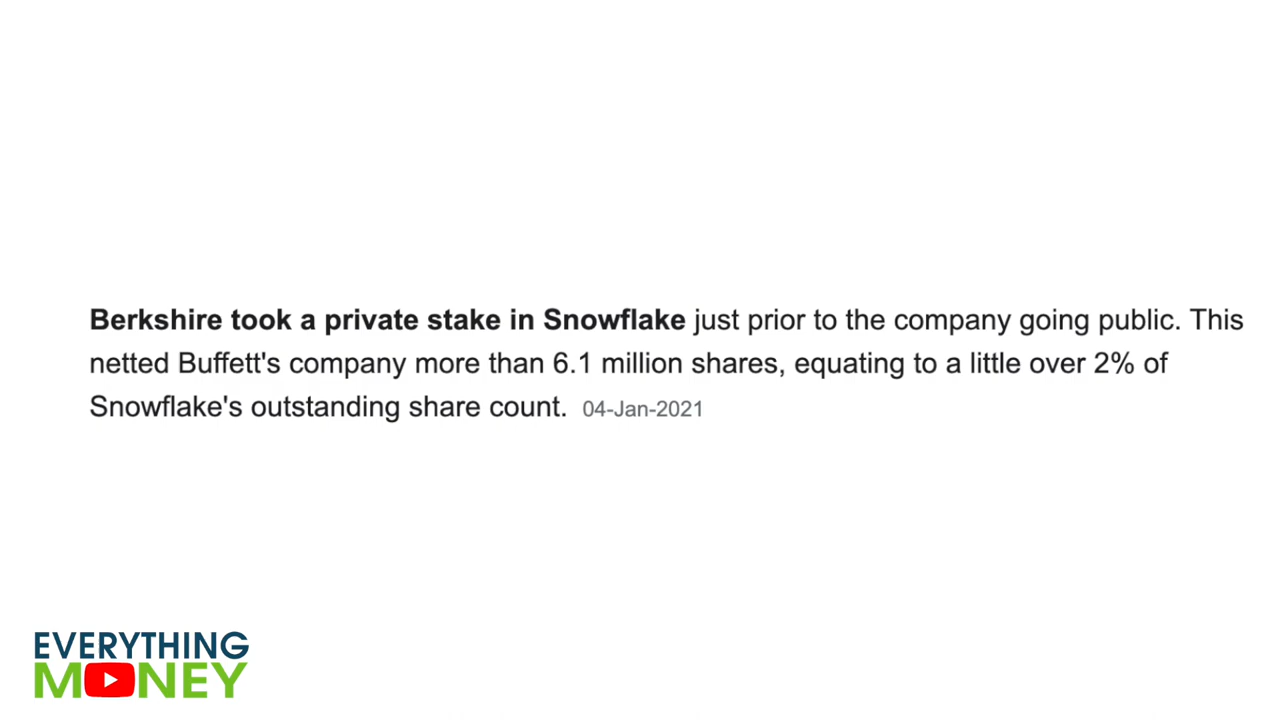 Berkshire took a private stake in Snowflake just prior to the company going public. This
netted Buffett's company more than 6.1 million shares, equating to a little over 2% of
Snowflake's outstanding share count. 04-Jan-2021
EVERYTHING
MONEY